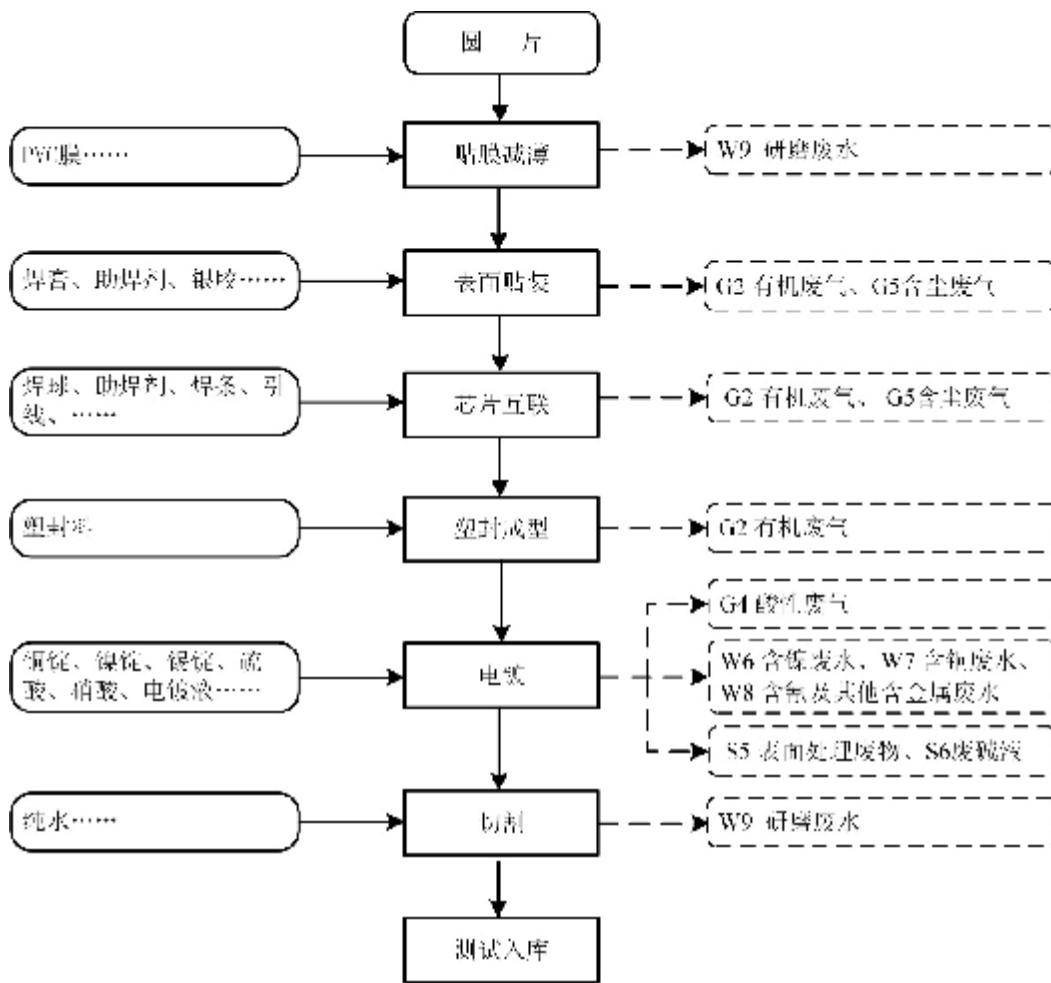 圆 片
PVC膜……
贴膜减薄
W9 研磨废水
焊膏、助焊剂、银胶……
表面贴装
G2 有机废气、G5含尘废气
焊球、助焊剂、焊条、引
线、……
芯片互联
G2 有机废气、G5含尘废气
塑封料
塑封成型
G2 有机废气
G4 酸性废气
铜锭、镍锭、锡锭、硫
酸、硝酸、电镀液……
电镀
W6 含镍废水、W7 含铜废水、
W8 含氰及其他含金属废水
S5 表面处理废物、S6废碱液
纯水……
切割
W9 研磨废水
测试入库